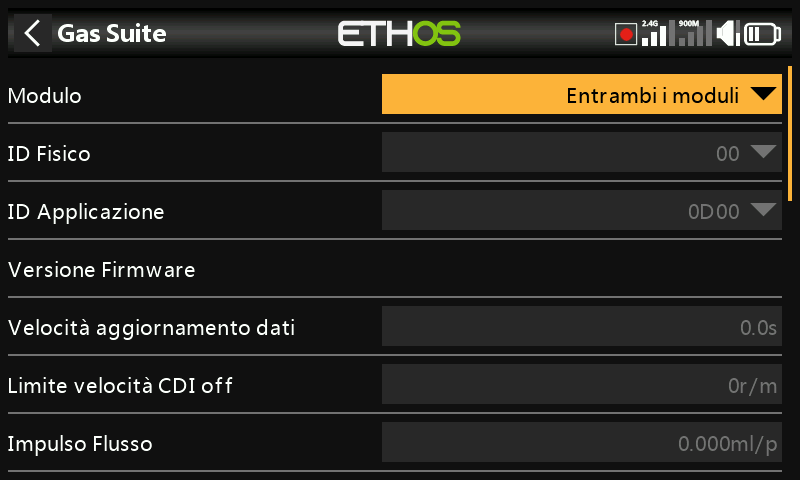 Gas Suite
ETHOS
2.4G
900M
Modulo
Entrambi i moduli
ID Fisico
00
ID Applicazione
0D00
Versione Firmware
Velocità aggiornamento dati
0.0s
Limite velocità CDI off
0r/m
Impulso Flusso
0.000ml/p